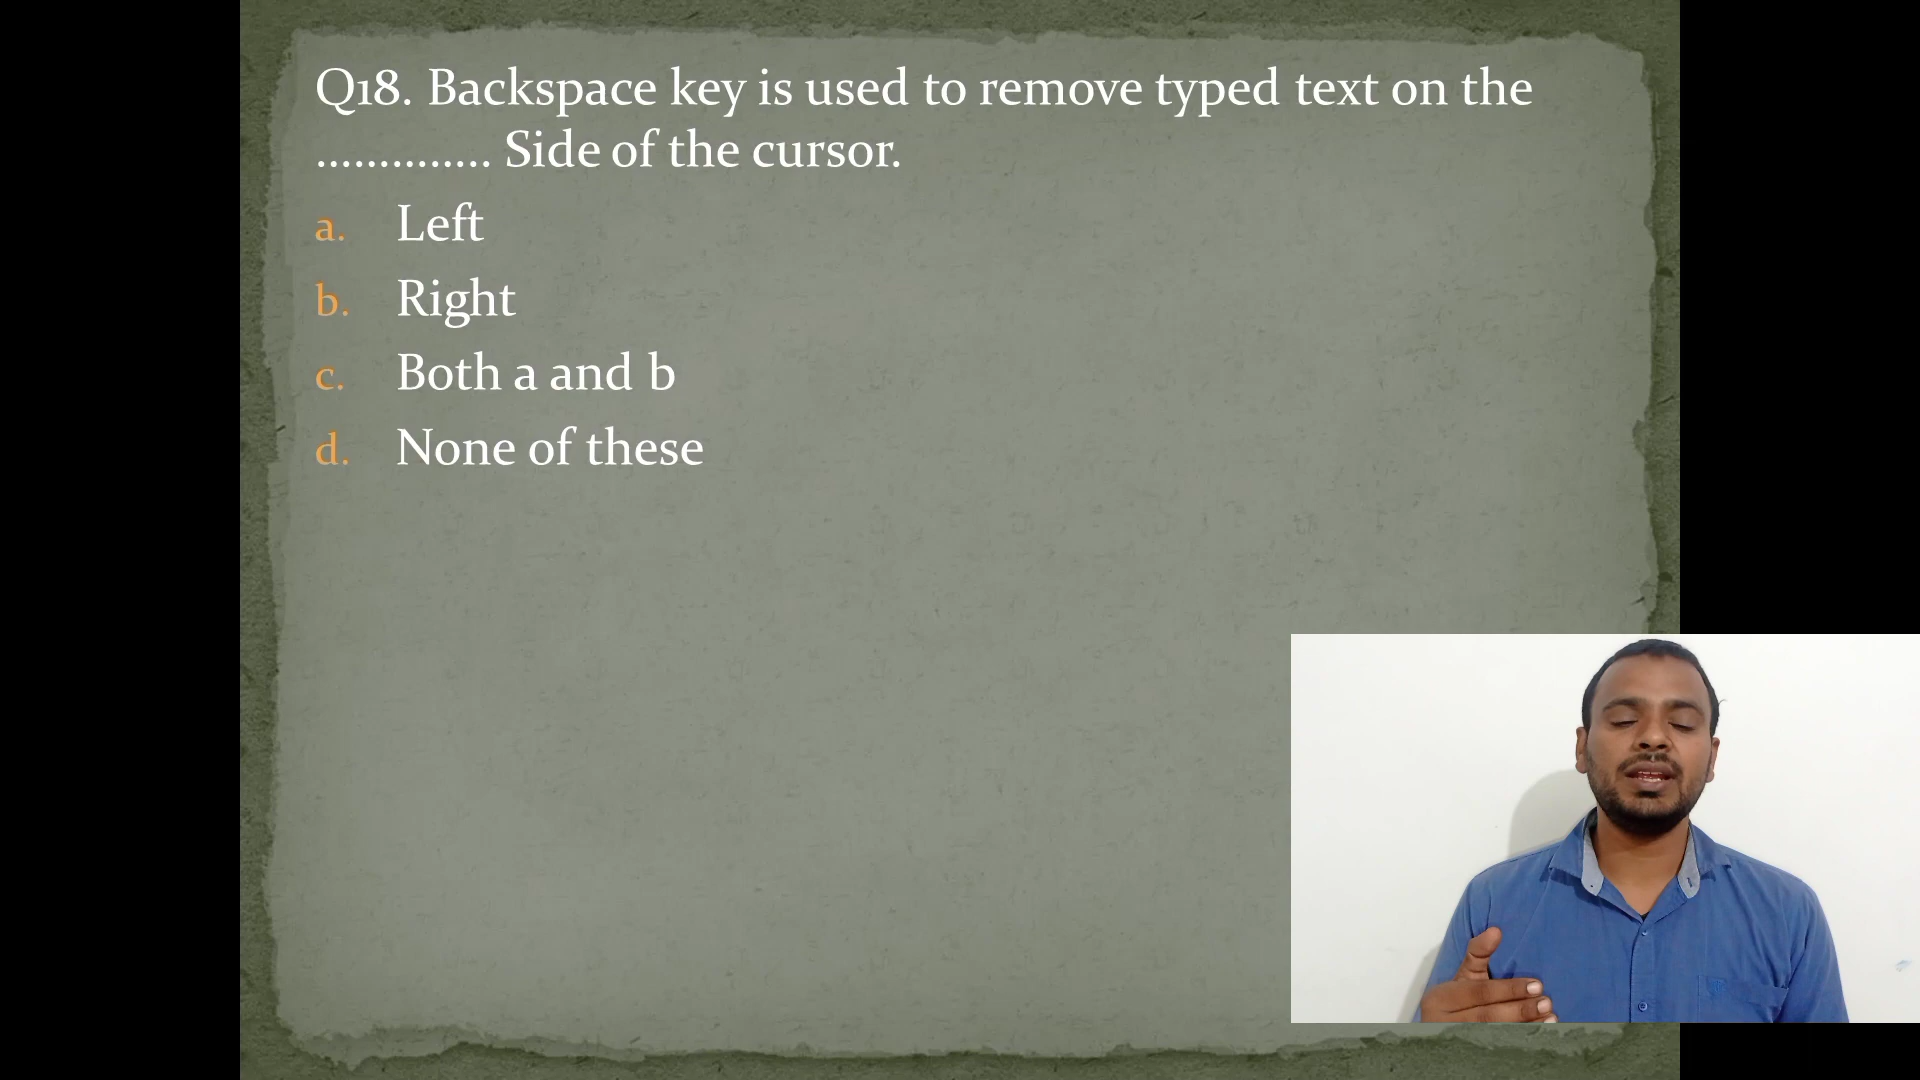 Q18. Backspace key is used to remove typed text on the
.............. Side of the cursor.
a. Left
b. Right
c. Both a and b
d. None of these